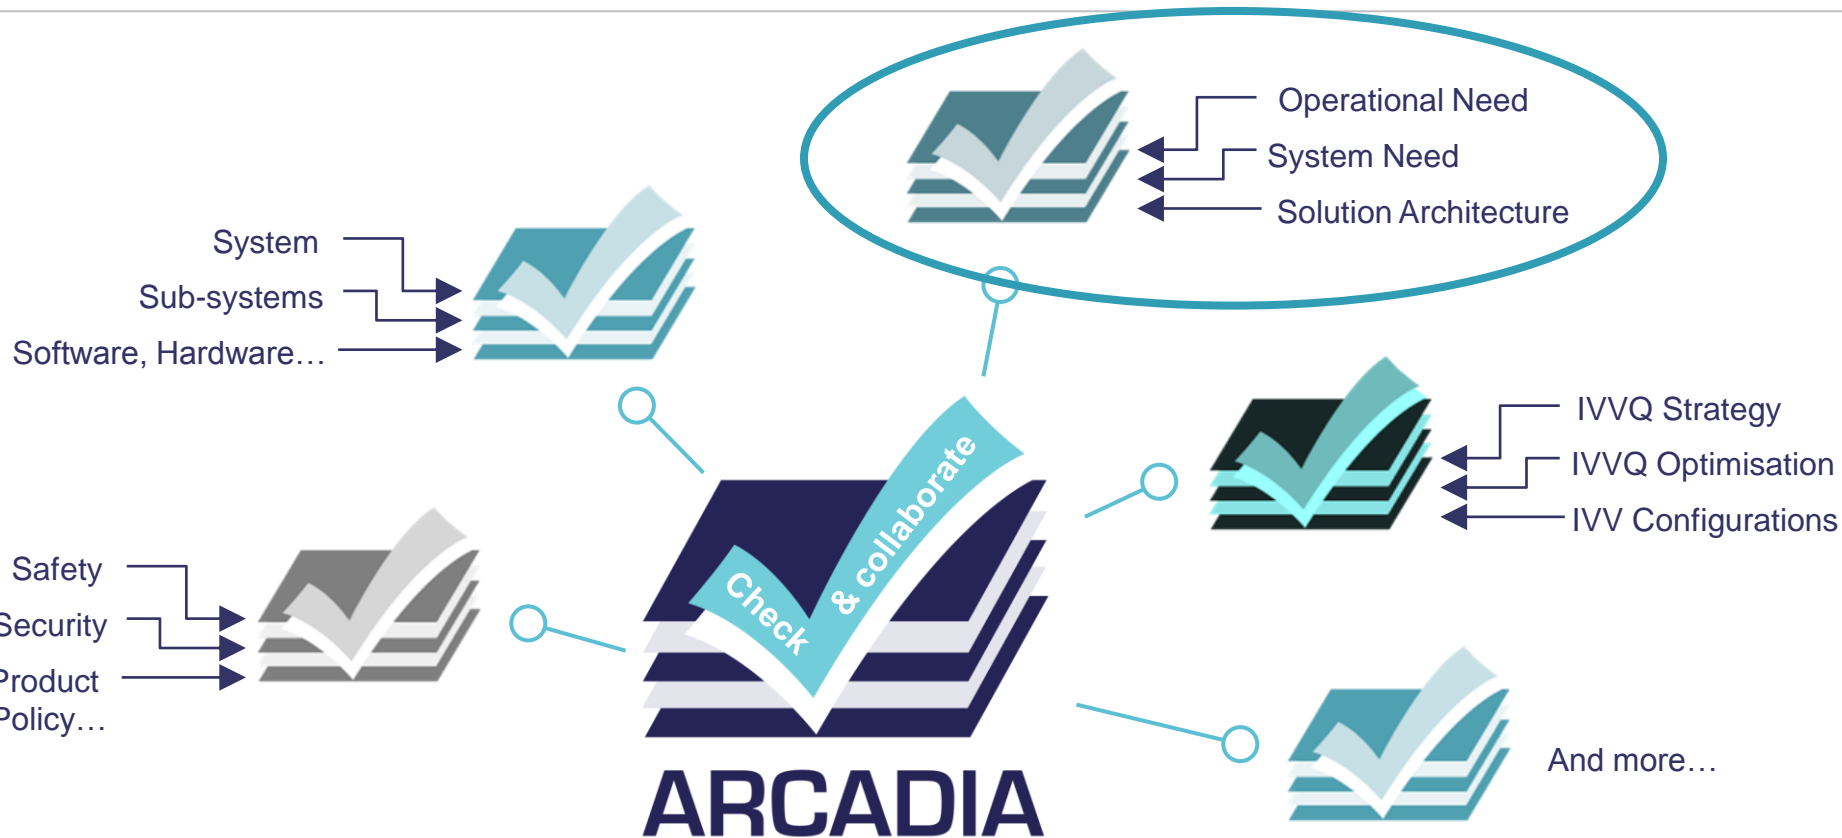 Operational Need
System Need
Solution Architecture
System
Sub-systems
Software, Hardware…
IVVQ Strategy
IVVQ Optimisation
IVV Configurations
Check
& collaborate
Safety
Security
Product
Policy…
And more…
ARCADIA